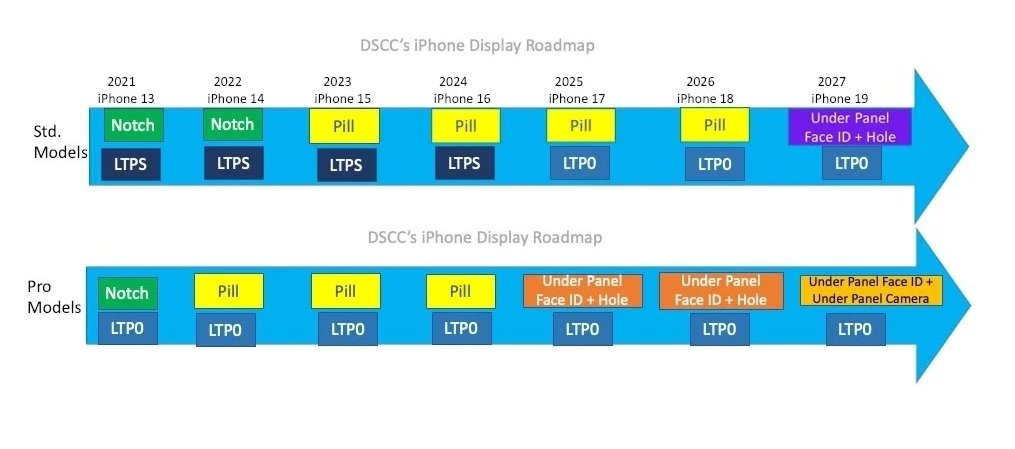 DSCC's iPhone Display Roadmap
2021 2022 2023 2024 2025 2026 2027
iPhone 13 iPhone 14 iPhone 15 iPhone 16 iPhone 17 iPhone 18 iPhone 19
Std.
Models
Notch Notch Pill Pill Pill Pill Under Panel
Face ID + Hole
LTPS LTPS LTPS LTPS LTPO LTPO LTPO
DSCC's iPhone Display Roadmap
Pro
Models
Notch Pill Pill Pill Under Panel Under Panel Under Panel Face ID +
Face ID + Hole Face ID + Hole Under Panel Camera
LTPO LTPO LTPO LTPO LTPO LTPO LTPO